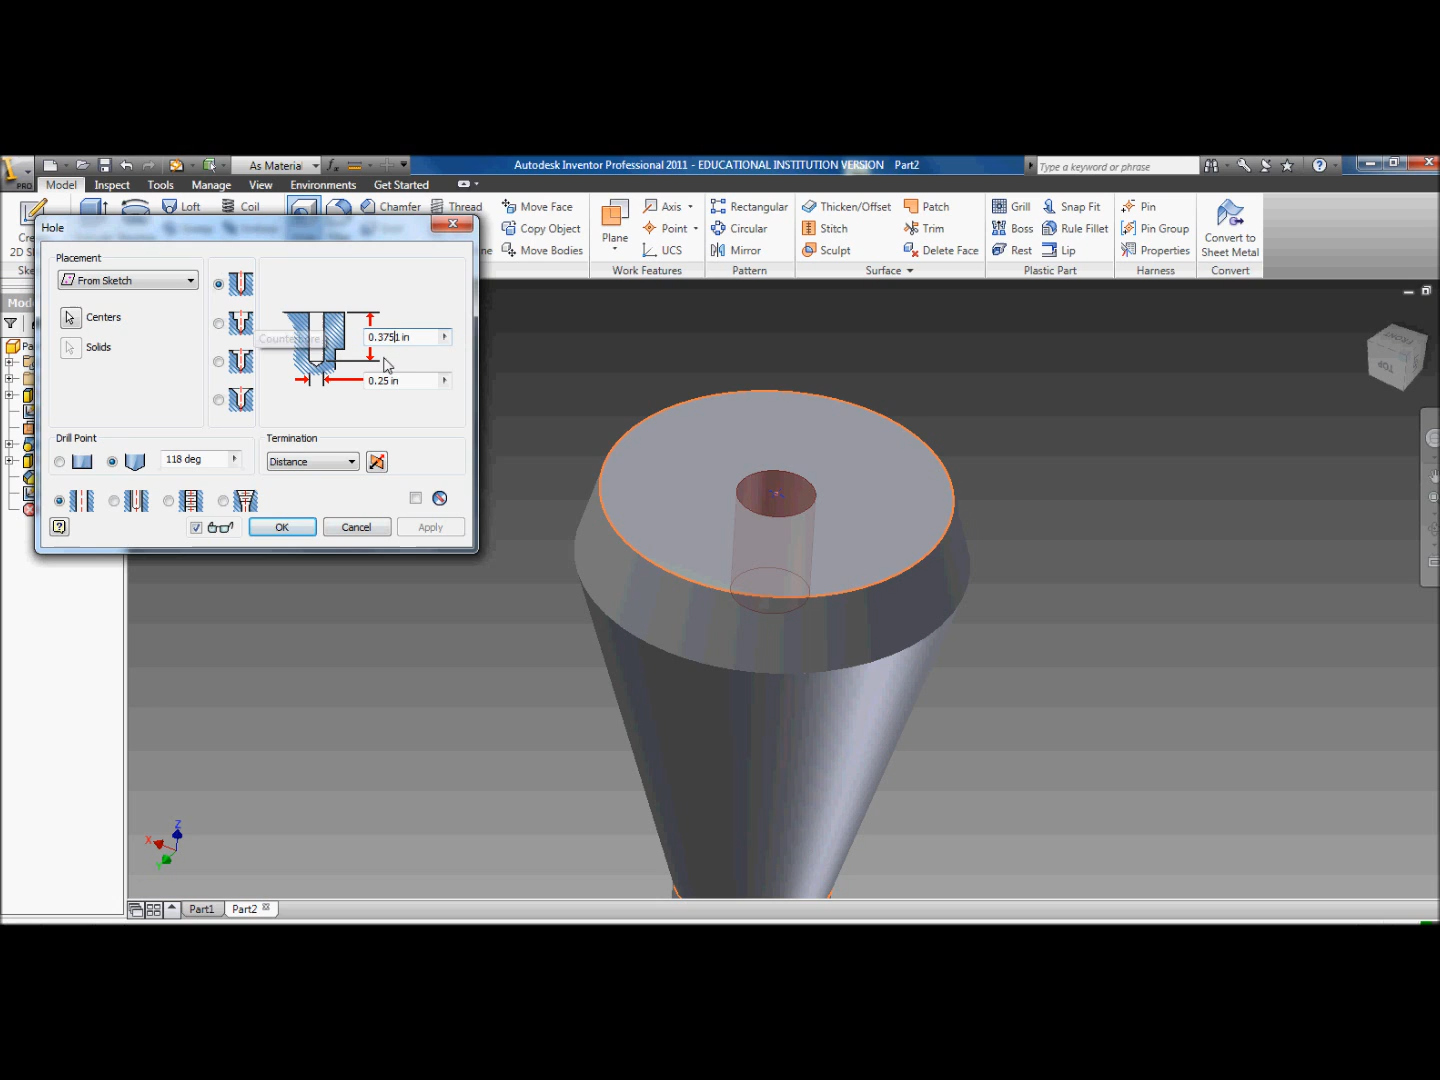 As Material
Autodesk Inventor Professional 2011 - EDUCATIONAL INSTITUTION VERSION Part2
Type a keyword or phrase
PRO
Model Inspect Tools Manage View Environments Get Started
Loft Coil Chamfer Thread Move Face Axis Rectangular Thicken/Offset Patch Grill Snap Fit Pin
Copy Object Plane Point Circular Stitch Trim Boss Rule Fillet Pin Group Convert to
Move Bodies UCS Mirror Sculpt Delete Face Rest Lip Properties Sheet Metal
Work Features Pattern Surface Plastic Part Harness Convert
Hole
Placement
From Sketch
Centers
Solids
0.3751 in
0.25 in
Drill Point
118 deg
Termination
Distance
OK Cancel Apply
FRONT
TOP
Z
X
Y
Part1 Part2